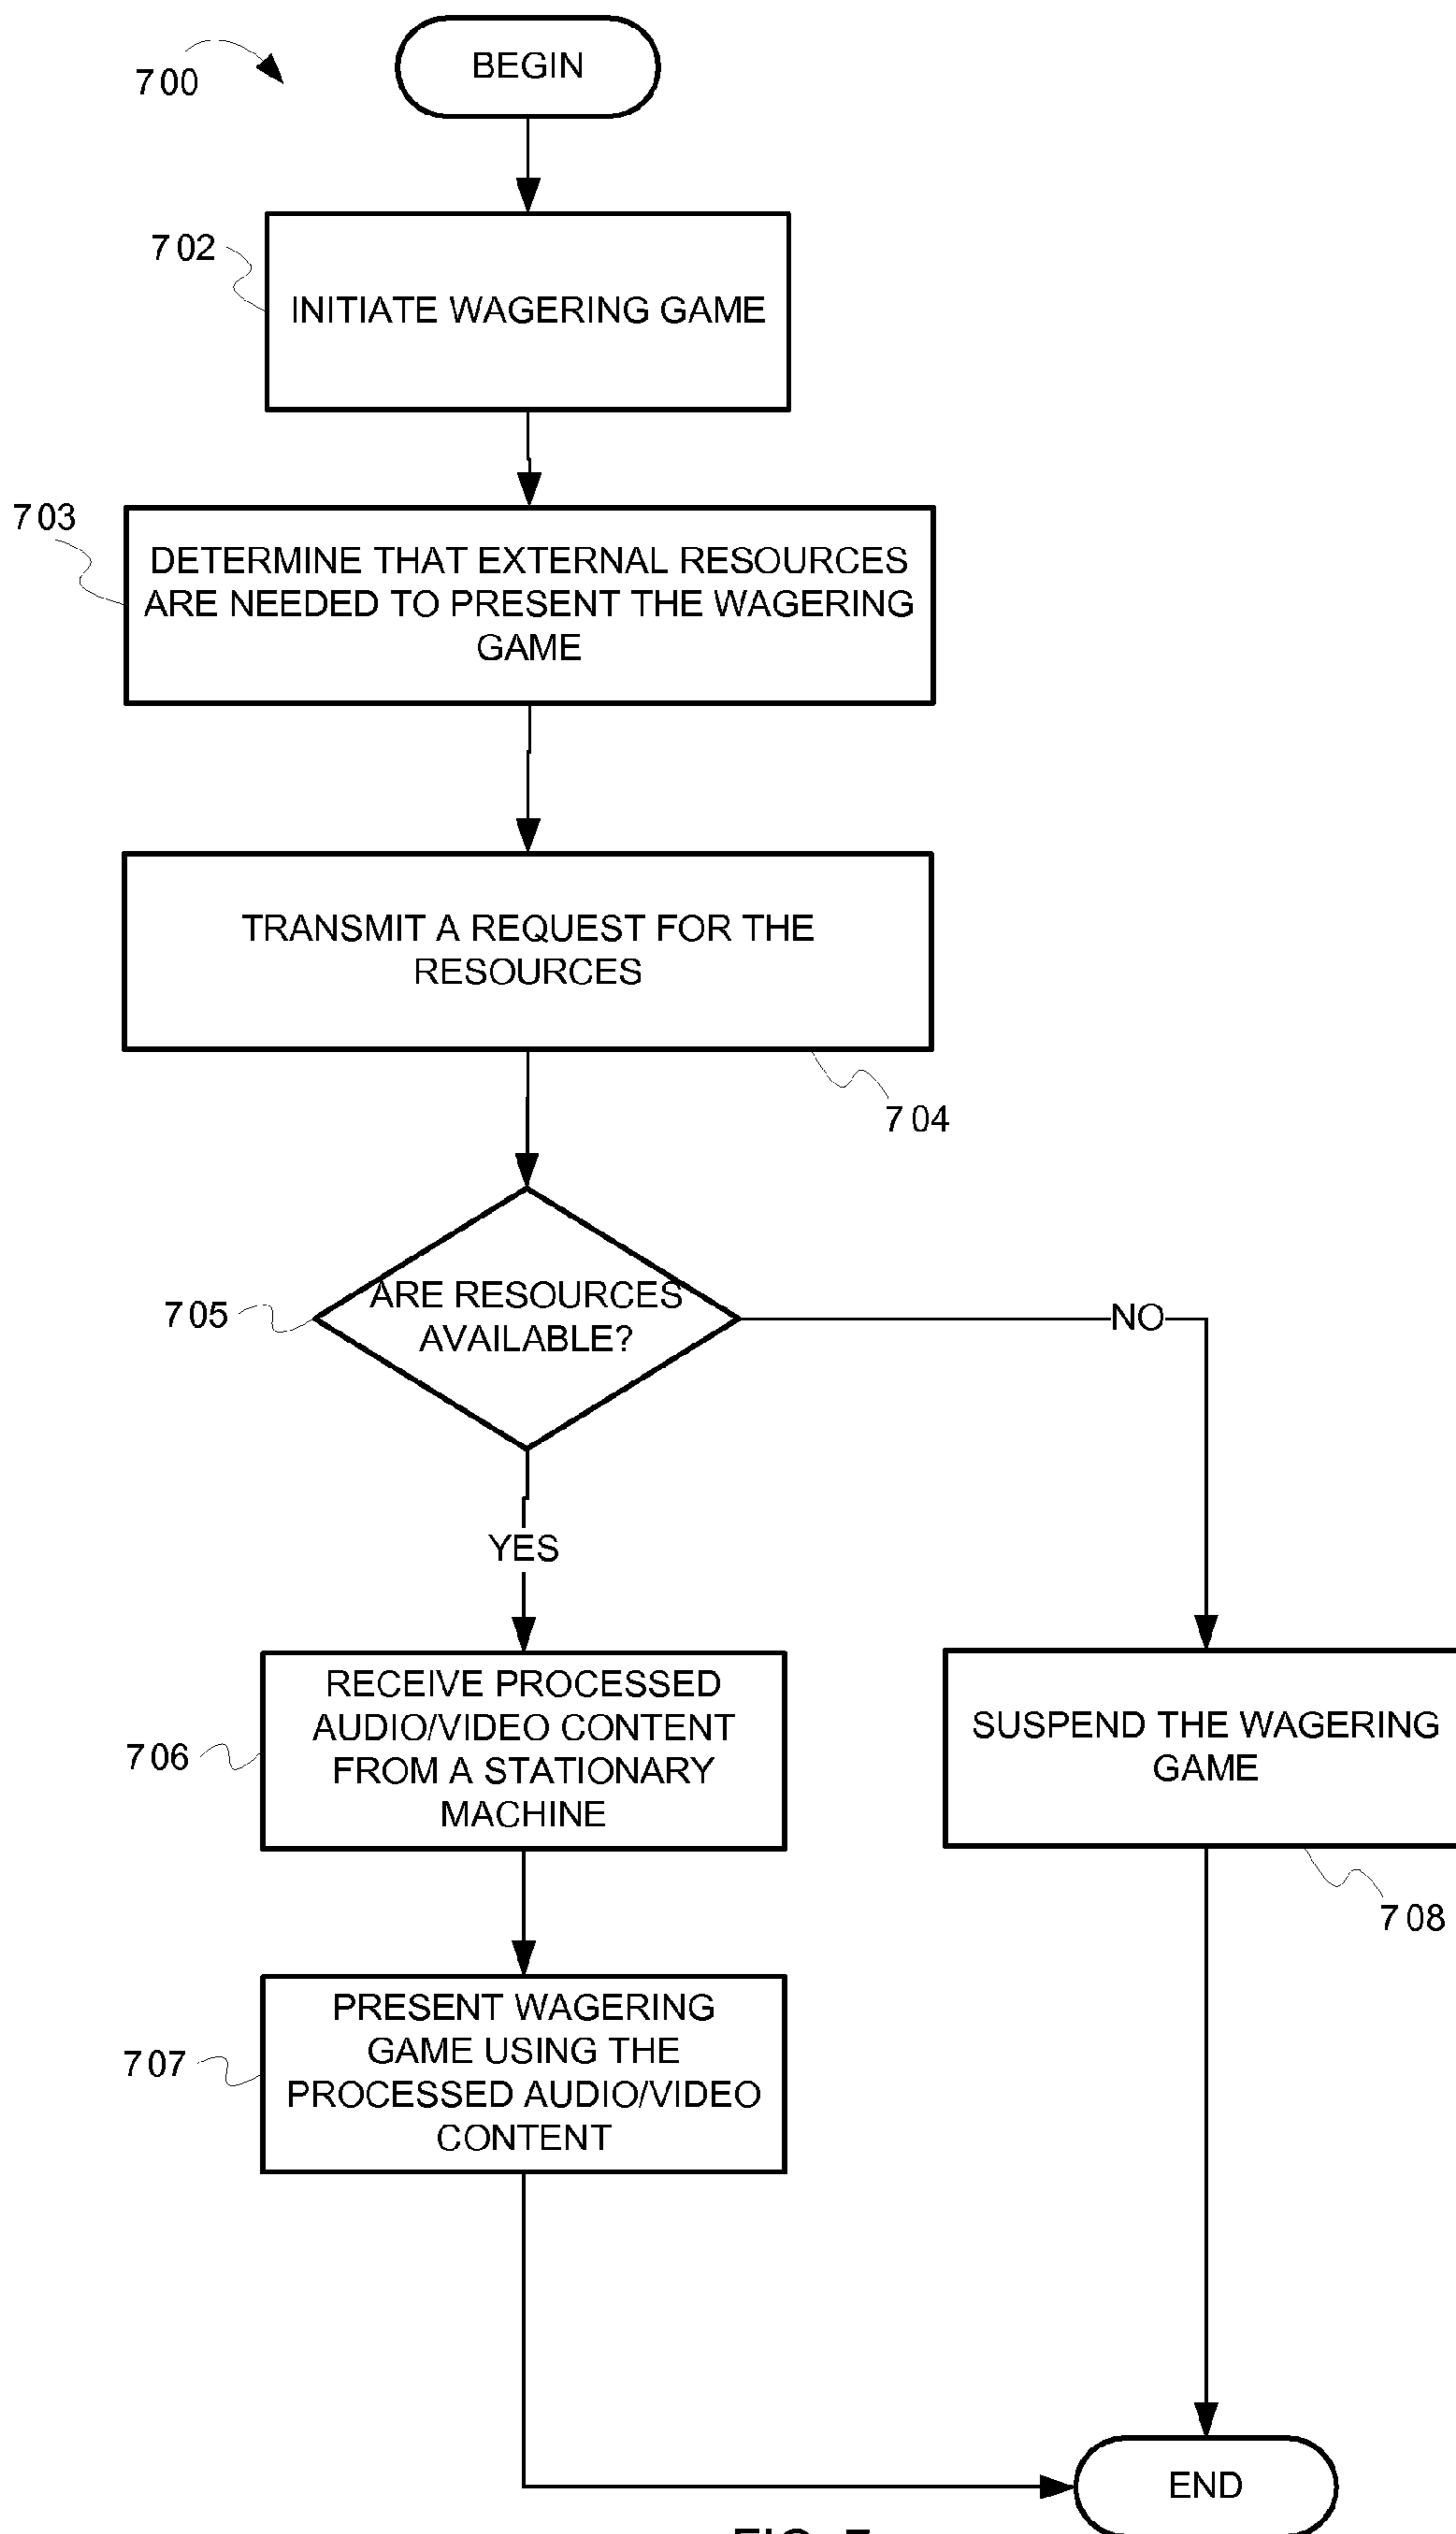 700
BEGIN
702
INITIATE WAGERING GAME
703
DETERMINE THAT EXTERNAL RESOURCES
ARE NEEDED TO PRESENT THE WAGERING
GAME
TRANSMIT A REQUEST FOR THE
RESOURCES
704
705
ARE RESOURCES
AVAILABLE?
NO
YES
706
RECEIVE PROCESSED
AUDIO/VIDEO CONTENT
FROM A STATIONARY
MACHINE
SUSPEND THE WAGERING
GAME
708
707
PRESENT WAGERING
GAME USING THE
PROCESSED AUDIO/VIDEO
CONTENT
END